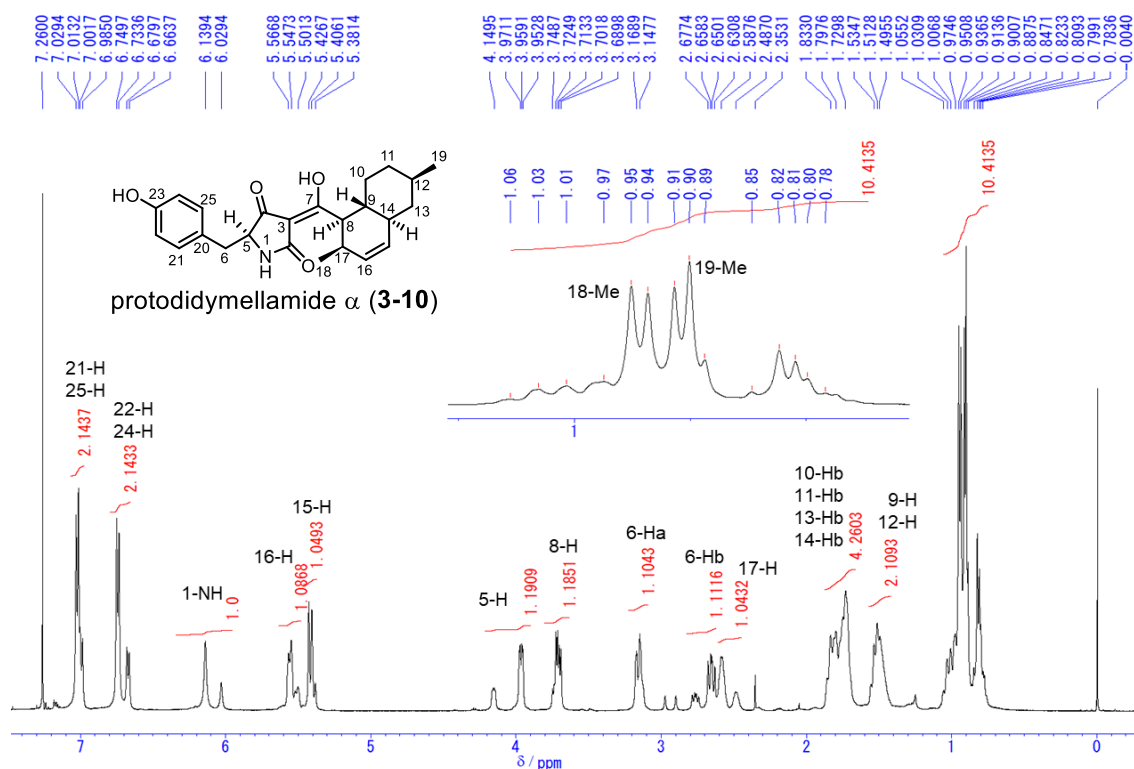 7.2600 7.0294 7.0132 7.0017 6.9850 6.7497 6.7336 6.6797 6.6637 6.1394 6.0294 5.5668 5.5473 5.5013 5.4267 5.4061 5.3814 4.1495 3.9711 3.9591 3.9528 3.7487 3.7249 3.7133 3.7018 3.6898 3.1689 3.1477 2.6774 2.6583 2.6501 2.6308 2.5876 2.4870 2.3531 1.8330 1.7976 1.7298 1.5347 1.5128 1.4955 1.0552 1.0309 1.0068 0.9746 0.9508 0.9365 0.9136 0.9007 0.8875 0.8471 0.8233 0.8093 0.7991 0.7836 -0.0040
HO
23
25
22
21
20
6
5
H
O
N
H
1
3
O
OH
7
8
H
H
9
10
11
12
19
13
14
H
17
18
16
protodidymellamide α (3-10)
1.06 1.03 1.01 0.97 0.95 0.94 0.91 0.90 0.89 0.85 0.82 0.81 0.80 0.78
10.4135
10.4135
18-Me
19-Me
1
21-H
25-H
2.1437
22-H
24-H
2.1433
1-NH
1.0
16-H
1.0868
15-H
1.0493
5-H
1.1909
8-H
1.1851
6-Ha
1.1043
6-Hb
1.1116
17-H
1.0432
10-Hb
11-Hb
13-Hb
14-Hb
4.2603
9-H
12-H
2.1093
7 6 5 4 3 2 1 0
δ / ppm